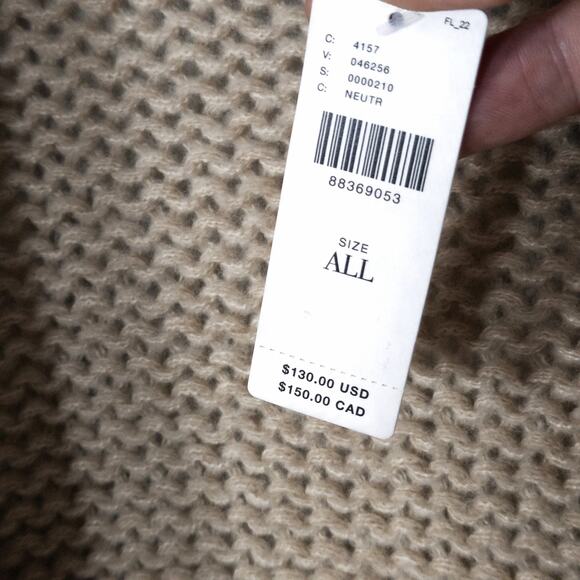 FL_22
C: 4157
V: 046256
S: 0000210
C: NEUTR
88369053
SIZE
ALL
$130.00 USD
$150.00 CAD